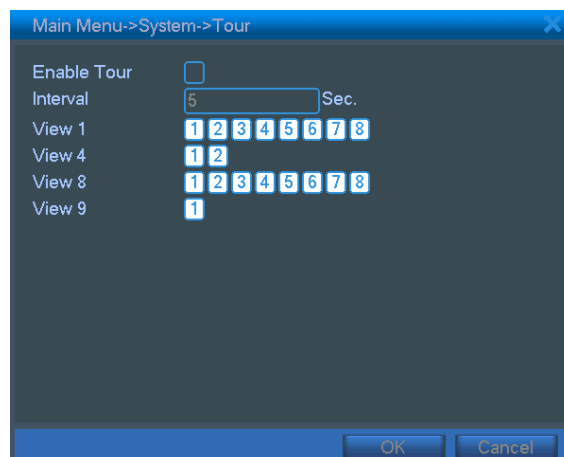 Main Menu->System->Tour
Enable Tour
Interval 5 Sec.
View 1 1 2 3 4 5 6 7 8
View 4 1 2
View 8 1 2 3 4 5 6 7 8
View 9 1
OK Cancel